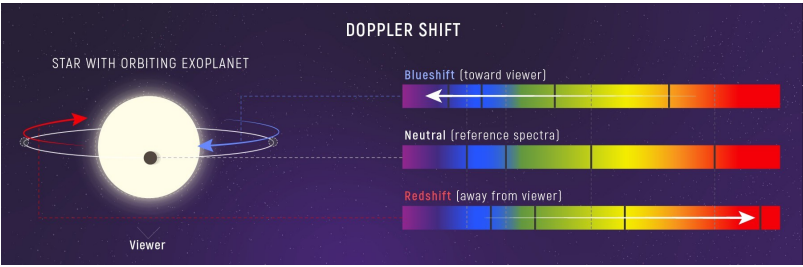 DOPPLER SHIFT
STAR WITH ORBITING EXOPLANET
Blueshift (toward viewer)
Neutral (reference spectra)
Redshift (away from viewer)
Viewer